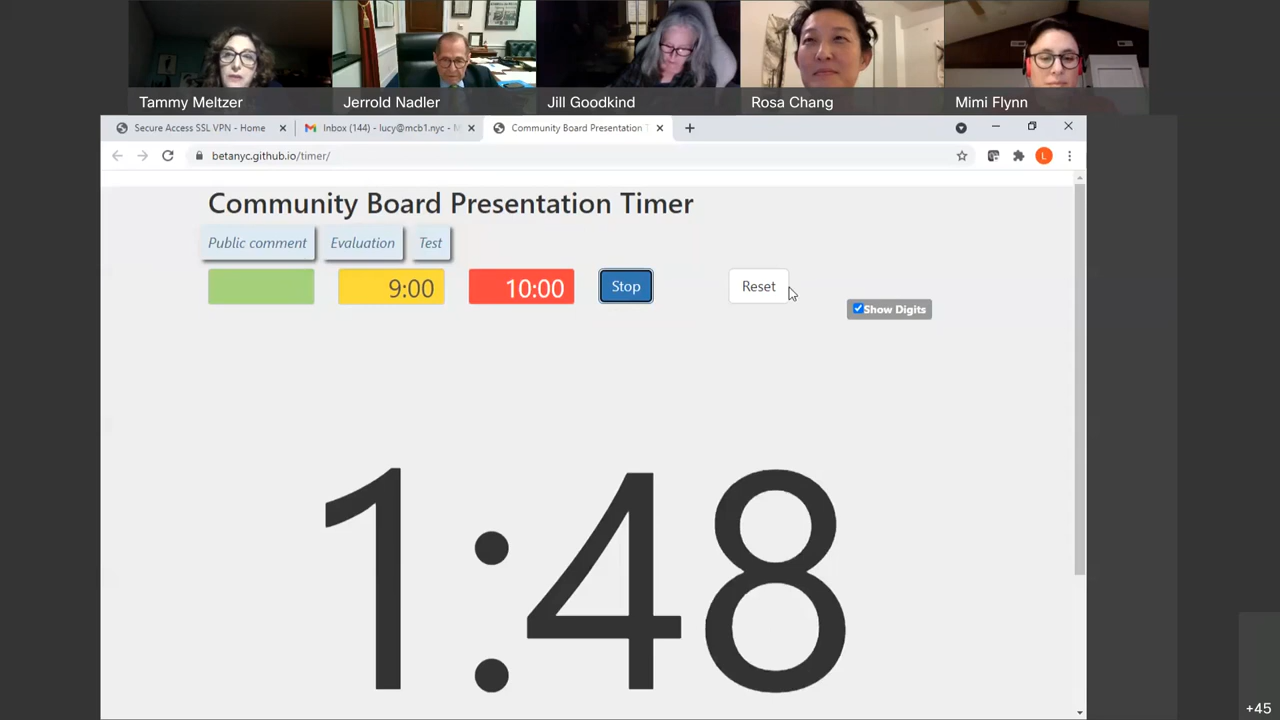 Tammy Meltzer
Jerrold Nadler
Jill Goodkind
Rosa Chang
Mimi Flynn
Secure Access SSL VPN - Home
Inbox (144) - lucy@mcb1.nyc -
Community Board Presentation
betanyc.github.io/timer/
L
Community Board Presentation Timer
Public comment Evaluation Test
9:00 10:00 Stop Reset
Show Digits
1:48
+45